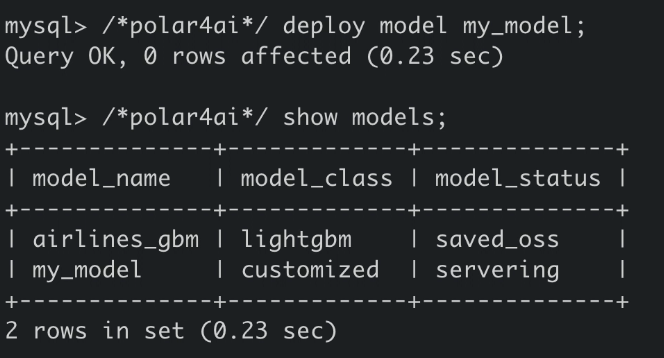 mysql> /*polar4ai*/ deploy model my_model;
Query OK, 0 rows affected (0.23 sec)
mysql> /*polar4ai*/ show models;
+--------------+-------------+--------------+
| model_name   | model_class | model_status |
+--------------+-------------+--------------+
| airlines_gbm | lightgbm    | saved_oss    |
| my_model     | customized  | servering    |
+--------------+-------------+--------------+
2 rows in set (0.23 sec)